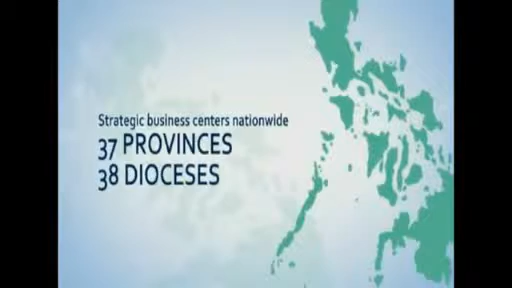 Strategic business centers nationwide
37 PROVINCES
38 DIOCESES